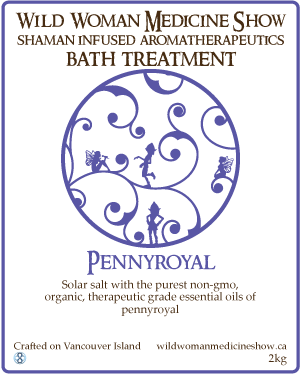 Wild Woman Medicine Show
Shaman Infused Aromatherapeutics
Bath Treatment
Pennyroyal
Solar salt with the purest non-gmo,
organic, therapeutic grade essential oils of
pennyroyal
Crafted on Vancouver Island wildwomanmedicineshow.ca
2kg